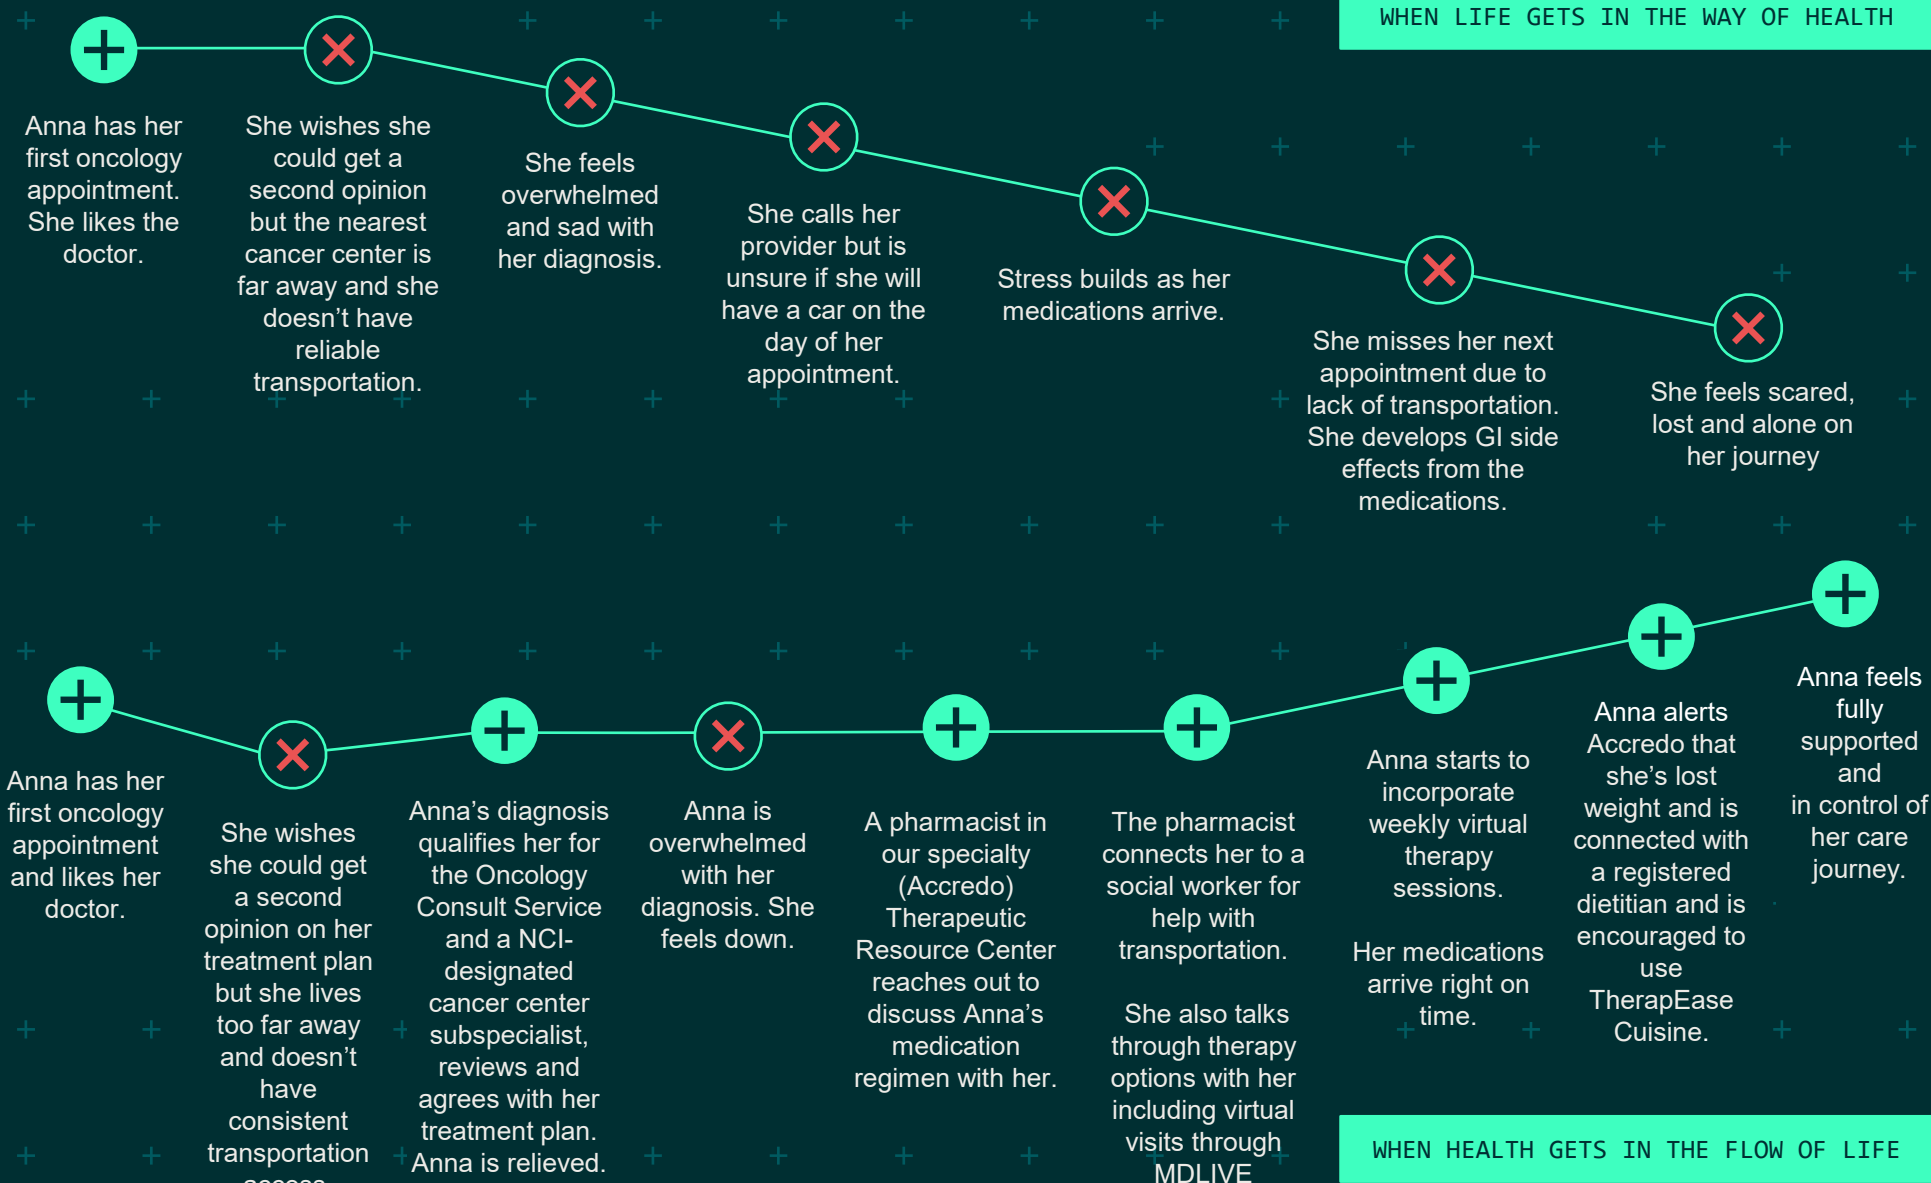 WHEN LIFE GETS IN THE WAY OF HEALTH
Anna has her
first oncology
appointment.
She likes the
doctor.
She wishes she
could get a
second opinion
but the nearest
cancer center is
far away and she
doesn’t have
reliable
transportation.
She feels
overwhelmed
and sad with
her diagnosis.
She calls her
provider but is
unsure if she will
have a car on the
day of her
appointment.
Stress builds as her
medications arrive.
She misses her next
appointment due to
lack of transportation.
She develops GI side
effects from the
medications.
She feels scared,
lost and alone on
her journey
Anna has her
first oncology
appointment
and likes her
doctor.
She wishes
she could get
a second
opinion on her
treatment plan
but she lives
too far away
and doesn’t
have
consistent
transportation
Anna’s diagnosis
qualifies her for
the Oncology
Consult Service
and a NCI-
designated
cancer center
subspecialist,
reviews and
agrees with her
treatment plan.
Anna is relieved.
Anna is
overwhelmed
with her
diagnosis. She
feels down.
A pharmacist in
our specialty
(Accredo)
Therapeutic
Resource Center
reaches out to
discuss Anna’s
medication
regimen with her.
The pharmacist
connects her to a
social worker for
help with
transportation.
She also talks
through therapy
options with her
including virtual
visits through
MDLIVE
Anna starts to
incorporate
weekly virtual
therapy
sessions.
Her medications
arrive right on
time.
Anna alerts
Accredo that
she’s lost
weight and is
connected with
a registered
dietitian and is
encouraged to
use
TherapEase
Cuisine.
Anna feels
fully
supported
and
in control of
her care
journey.
WHEN HEALTH GETS IN THE FLOW OF LIFE